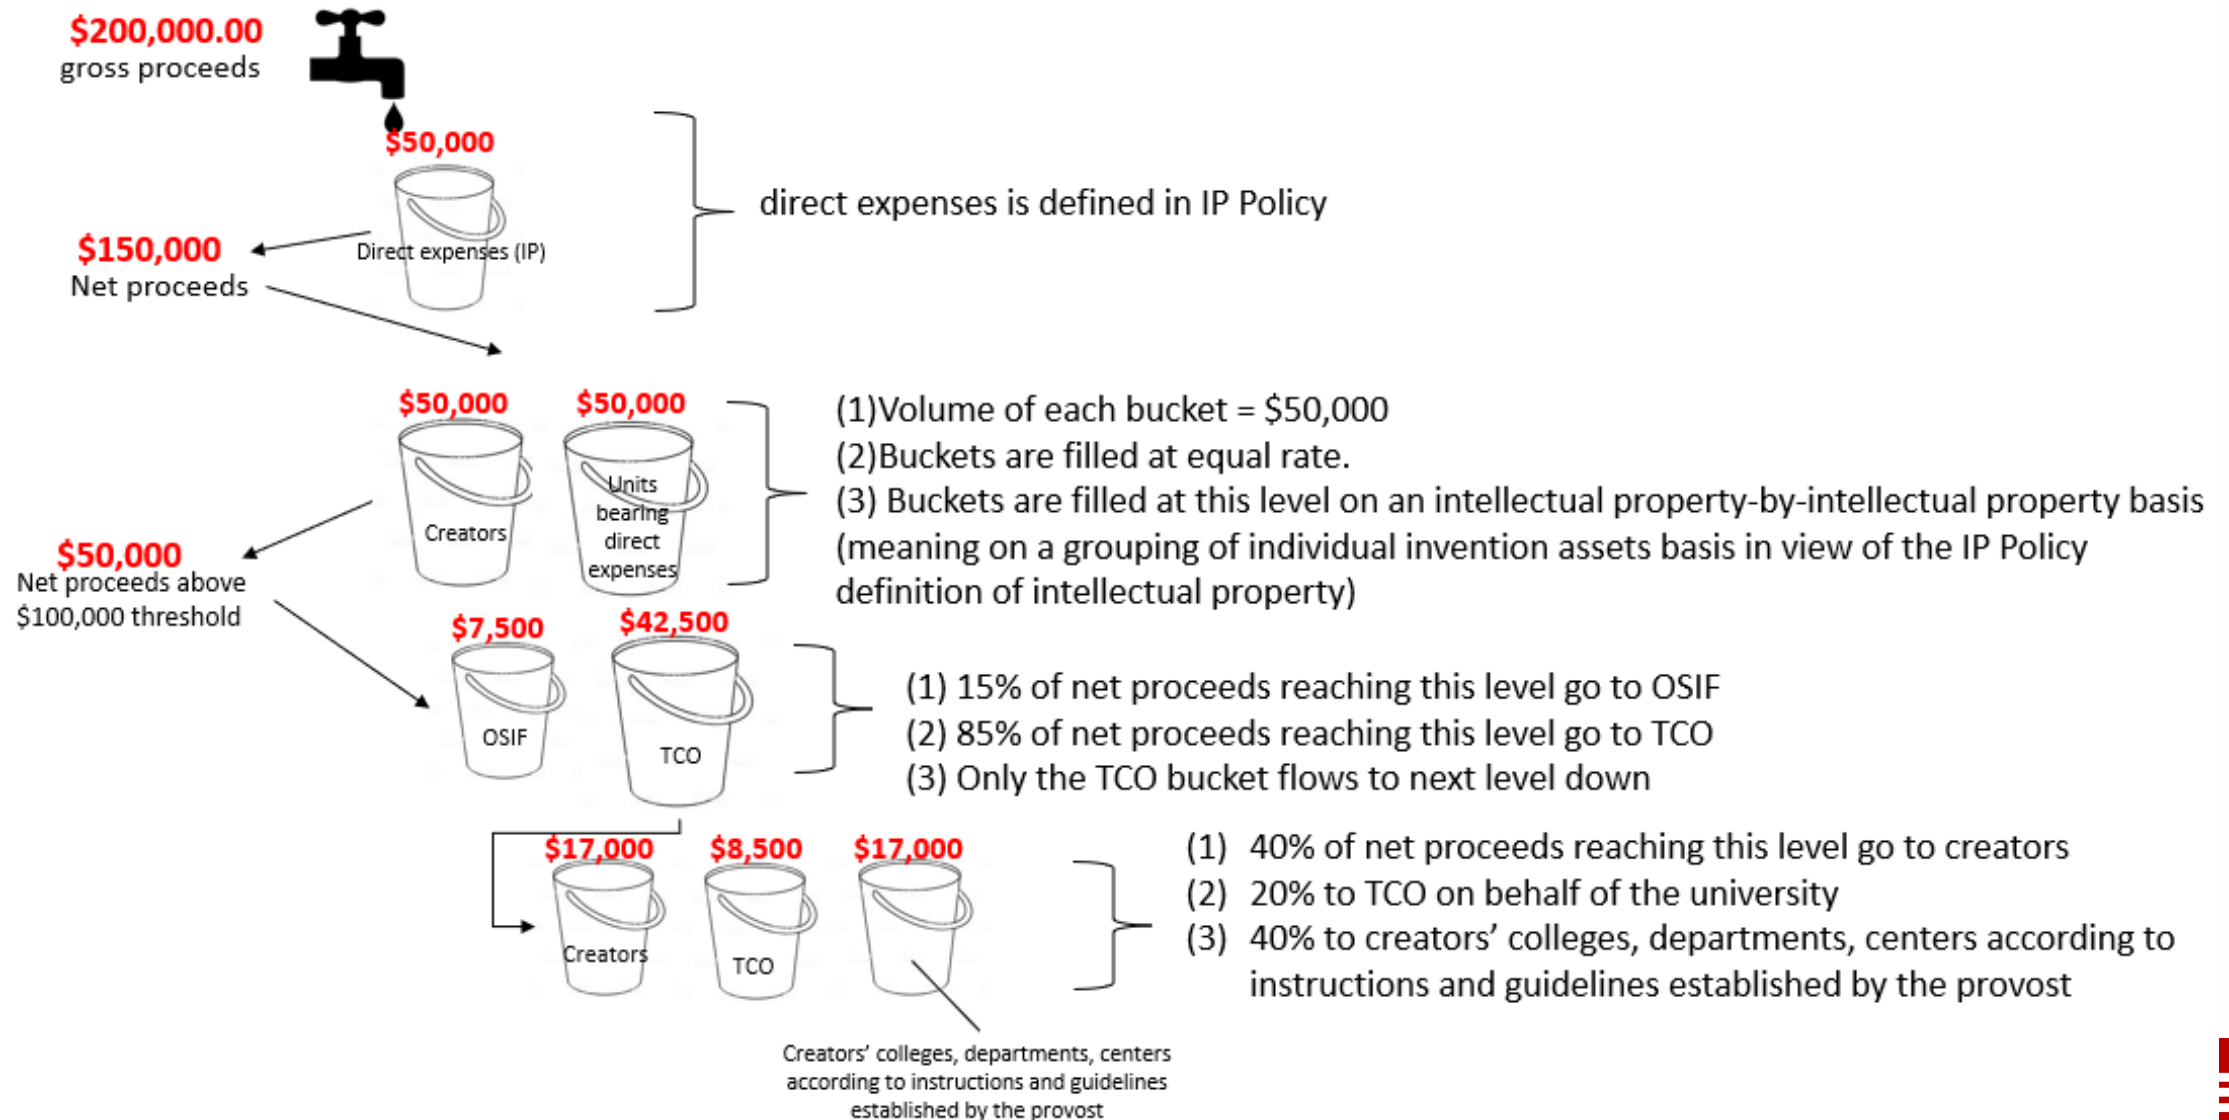 $200,000.00
gross proceeds
$50,000
direct expenses is defined in IP Policy
Direct expenses (IP)
$150,000
Net proceeds
$50,000
$50,000
Creators
Units
bearing
direct
expenses
(1)Volume of each bucket = $50,000
(2)Buckets are filled at equal rate.
(3) Buckets are filled at this level on an intellectual property-by-intellectual property basis
(meaning on a grouping of individual invention assets basis in view of the IP Policy
definition of intellectual property)
$50,000
Net proceeds above
$100,000 threshold
$7,500
$42,500
OSIF
TCO
(1) 15% of net proceeds reaching this level go to OSIF
(2) 85% of net proceeds reaching this level go to TCO
(3) Only the TCO bucket flows to next level down
$17,000
$8,500
$17,000
Creators
TCO
(1) 40% of net proceeds reaching this level go to creators
(2) 20% to TCO on behalf of the university
(3) 40% to creators’ colleges, departments, centers according to
instructions and guidelines established by the provost
Creators’ colleges, departments, centers
according to instructions and guidelines
established by the provost